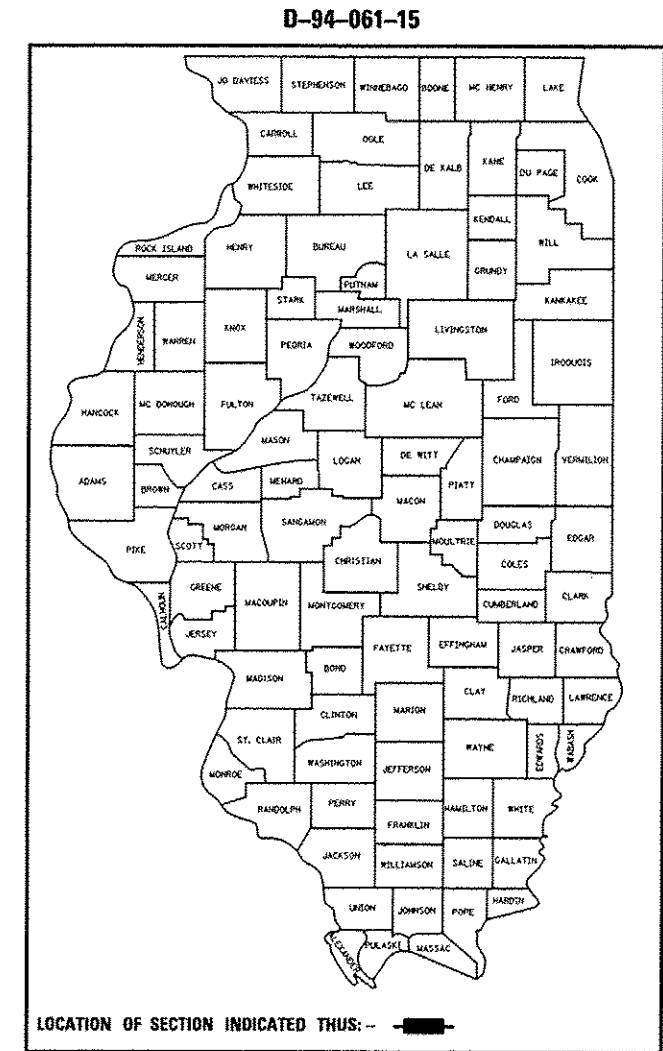 D-94-061-15
JO DAVIESS STEPHENSON WINNEBAGO BOONE MC HENRY LAKE
CARROLL OGLE DE KALB KANE DU PAGE COOK
WHITESIDE LEE KENDALL
ROCK ISLAND HENRY BUREAU LA SALLE GRUNDY WILL
MERCER STARK PUTNAM KANKAKEE
HENDERSON WARREN KNOX PEORIA MARSHALL WOODFORD LIVINGSTON IROQUOIS
HANCOCK MC DONOUGH FULTON TAZEWELL MC LEAN FORD
SCHUYLER MASON LOGAN DE WITT CHAMPAIGN VERMILION
ADAMS BROWN CASS MENARD MACON PIATT
PIKE SCOTT MORGAN SANGAMON CHRISTIAN MOULTRIE DOUGLAS EDGAR
COLES
CALHOUN GREENE MACOUPIN MONTGOMERY SHELBY CUMBERLAND CLARK
JERSEY FAYETTE EFFINGHAM JASPER CRAWFORD
MADISON BOND CLAY RICHLAND LAWRENCE
CLINTON MARION
ST. CLAIR WASHINGTON JEFFERSON WAYNE EDWARDS WABASH
MONROE
RANDOLPH PERRY FRANKLIN HAMILTON WHITE
JACKSON WILLIAMSON SALINE GALLATIN
UNION JOHNSON POPE HARDIN
ALEXANDER PULASKI MASSAC
LOCATION OF SECTION INDICATED THUS:-